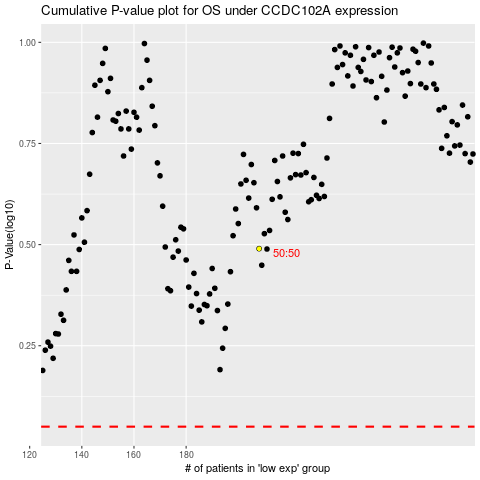 Cumulative P-value plot for OS under CCDC102A expression
1.00
0.75
0.50
0.25
P-Value(log10)
50:50
120 140 160 180
# of patients in 'low exp' group